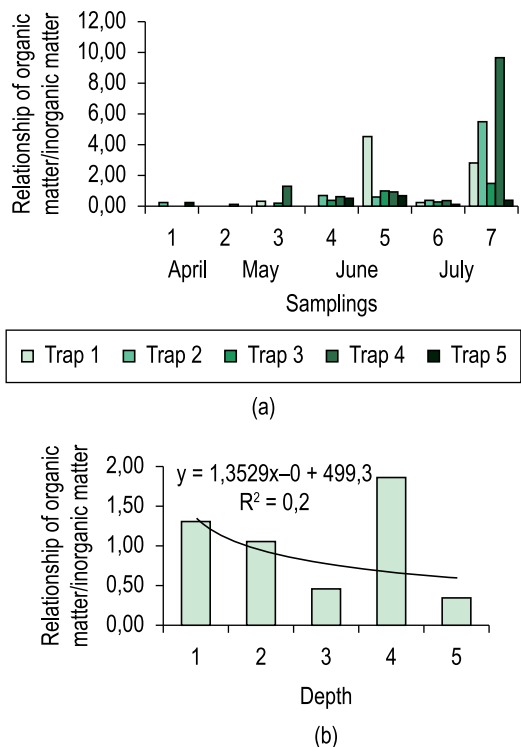 Relationship of organic
matter/inorganic matter
12,00
10,00
8,00
6,00
4,00
2,00
0,00
1 2 3 4 5 6 7
April May June July
Samplings
Trap 1 Trap 2 Trap 3 Trap 4 Trap 5
(a)
Relationship of organic
matter/inorganic matter
2,00
1,50
1,00
0,50
0,00
y = 1,3529x–0 + 499,3
R² = 0,2
1 2 3 4 5
Depth
(b)